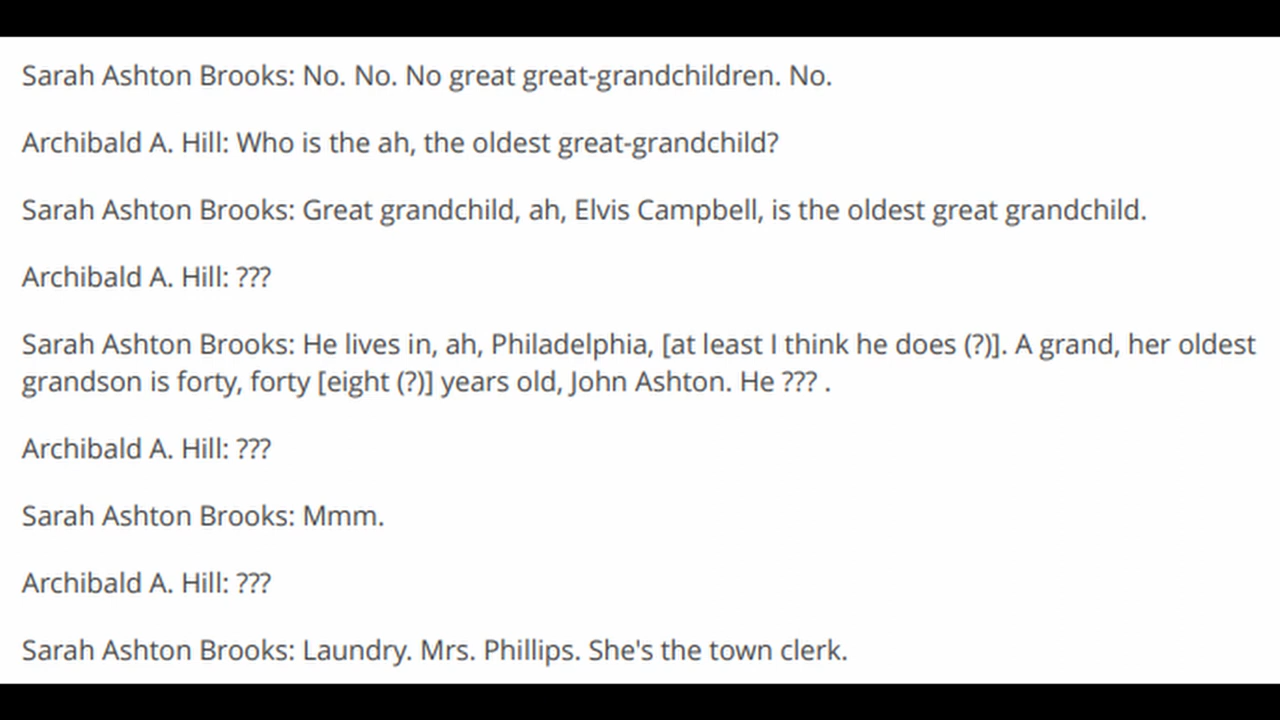 Sarah Ashton Brooks: No. No. No great great-grandchildren. No.
Archibald A. Hill: Who is the ah, the oldest great-grandchild?
Sarah Ashton Brooks: Great grandchild, ah, Elvis Campbell, is the oldest great grandchild.
Archibald A. Hill: ???
Sarah Ashton Brooks: He lives in, ah, Philadelphia, [at least I think he does (?)]. A grand, her oldest
grandson is forty, forty [eight (?)] years old, John Ashton. He ??? .
Archibald A. Hill: ???
Sarah Ashton Brooks: Mmm.
Archibald A. Hill: ???
Sarah Ashton Brooks: Laundry. Mrs. Phillips. She's the town clerk.